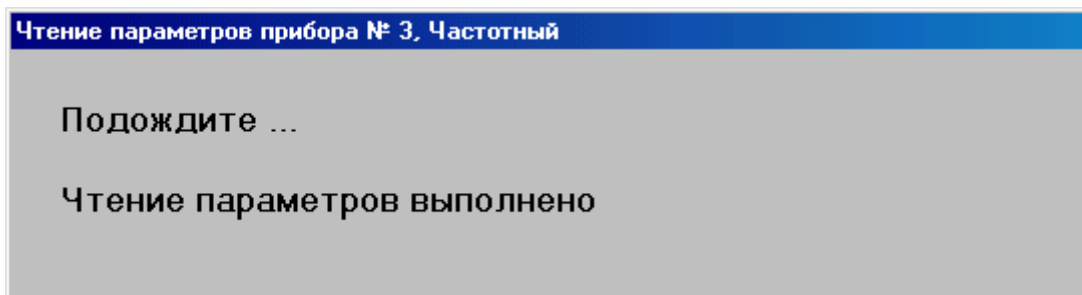 Чтение параметров прибора № 3, Частотный
Подождите ...
Чтение параметров выполнено